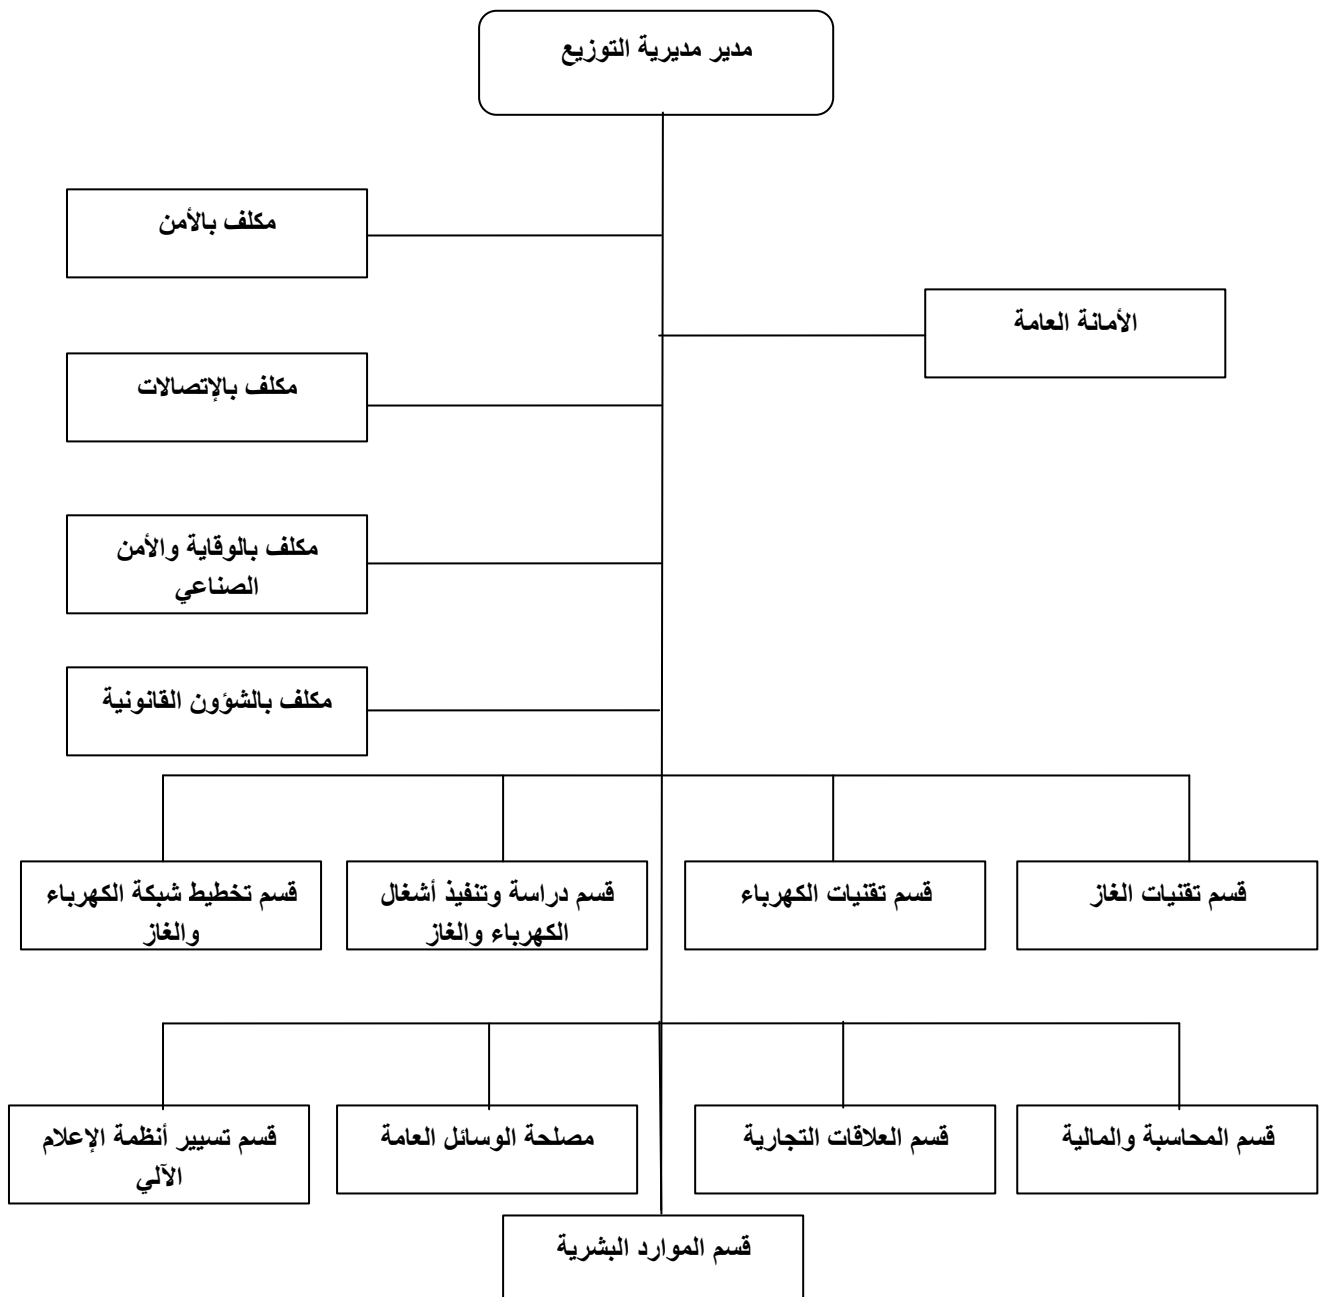 مدير مديرية التوزيع
مكلف بالأمن
الأمانة العامة
مكلف بالإتصالات
مكلف بالوقاية والأمن
الصناعي
مكلف بالشؤون القانونية
قسم تقنيات الغاز
قسم تقنيات الكهرباء
قسم دراسة وتنفيذ أشغال
الكهرباء والغاز
قسم تخطيط شبكة الكهرباء
والغاز
قسم المحاسبة والمالية
قسم العلاقات التجارية
مصلحة الوسائل العامة
قسم تسيير أنظمة الإعلام
الآلي
قسم الموارد البشرية